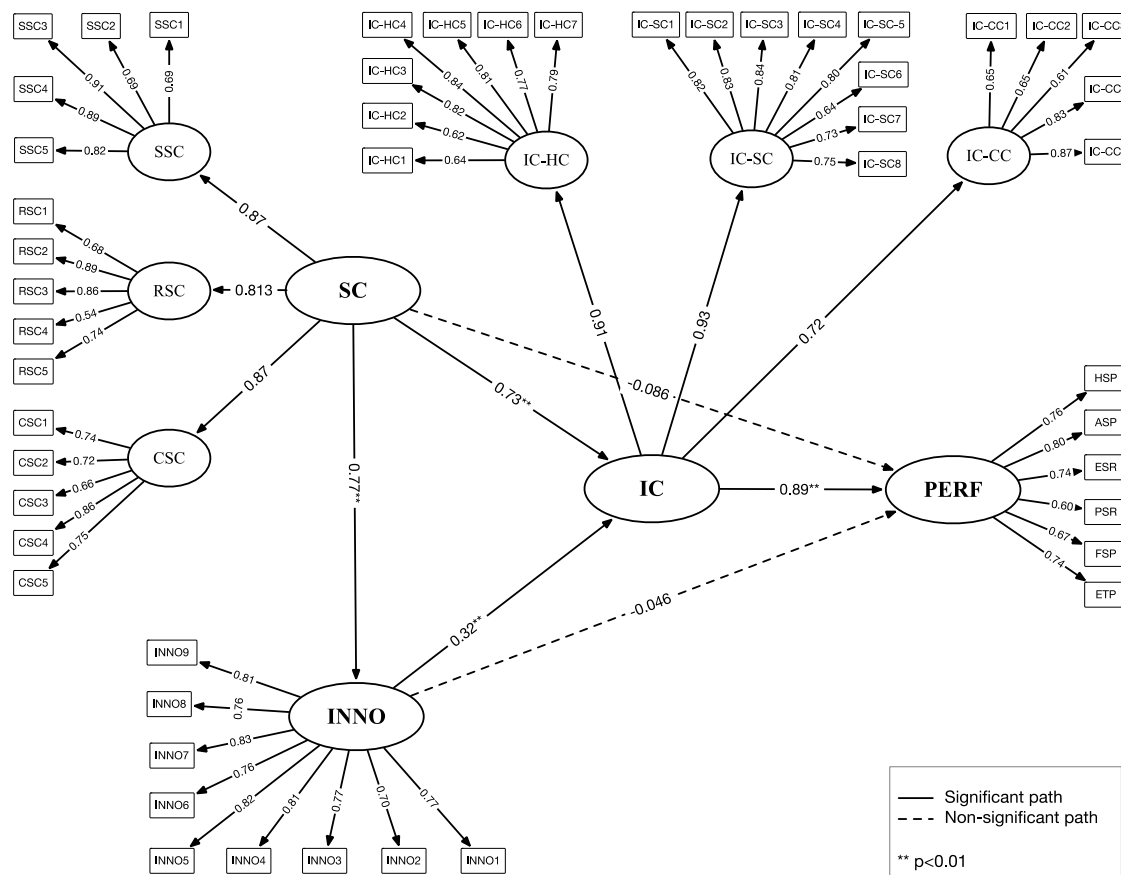 SSC3
SSC2
SSC1
SSC4
SSC5
0.91
0.69
0.69
0.89
0.82
SSC
IC-HC4
IC-HC5
IC-HC6
IC-HC7
IC-HC3
IC-HC2
IC-HC1
0.84
0.81
0.77
0.79
0.82
0.62
0.64
IC-HC
IC-SC1
IC-SC2
IC-SC3
IC-SC4
IC-SC-5
IC-SC6
IC-SC7
IC-SC8
0.82
0.83
0.84
0.81
0.80
0.64
0.73
0.75
IC-SC
IC-CC1
IC-CC2
IC-CC
IC-CC
0.65
0.65
0.61
0.83
0.87
IC-CC
RSC1
RSC2
RSC3
RSC4
RSC5
0.68
0.89
0.86
0.54
0.74
RSC
0.87
0.813
SC
0.87
0.91
0.93
0.72
CSC1
CSC2
CSC3
CSC4
CSC5
0.74
0.72
0.66
0.86
0.75
CSC
0.73**
-0.086
0.77**
IC
0.89**
PERF
HSP
ASP
ESR
PSR
FSP
ETP
0.76
0.80
0.74
0.60
0.67
0.74
0.32**
-0.046
INNO9
INNO8
INNO7
INNO6
INNO5
INNO4
INNO3
INNO2
INNO1
0.81
0.76
0.83
0.76
0.82
0.81
0.77
0.70
0.77
INNO
Significant path
Non-significant path
** p<0.01